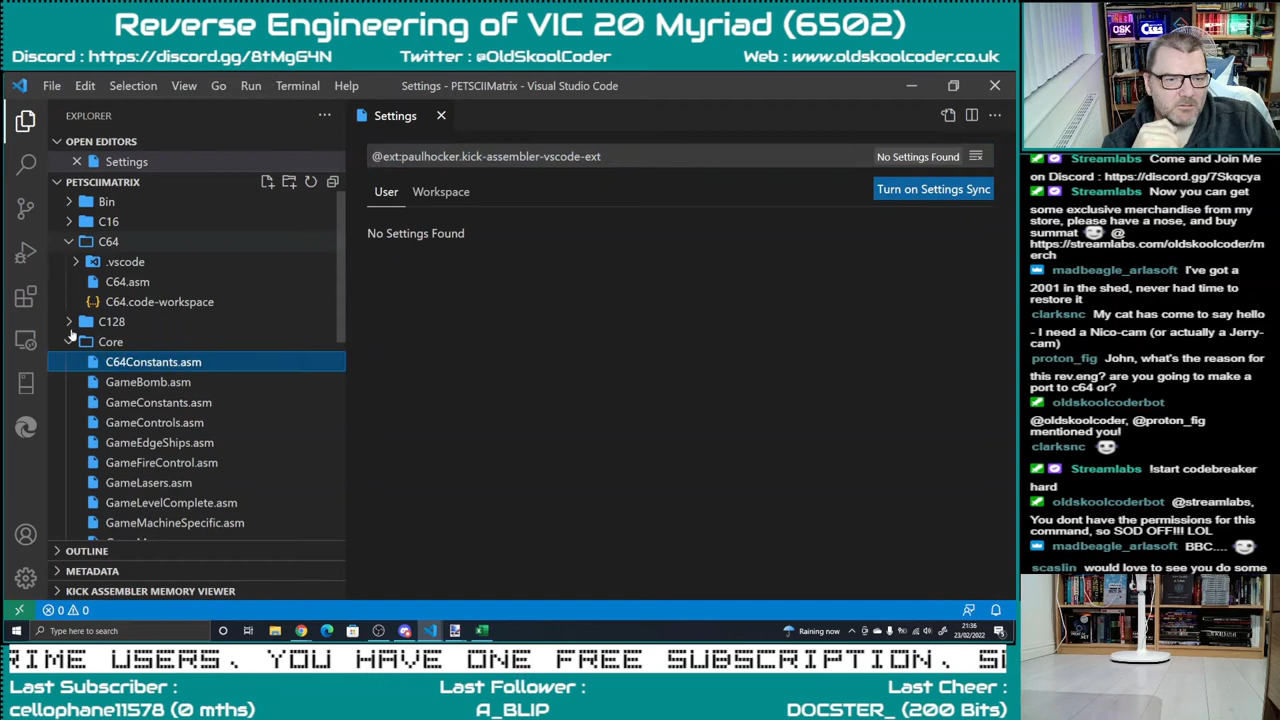 Reverse Engineering of VIC 20 Myriad (6502)
Discord : https://discord.gg/8tMgG4N
Twitter : @OldSkoolCoder
Web : www.oldskoolcoder.co.uk
File Edit Selection View Go Run Terminal Help
Settings - PETSCIIMatrix - Visual Studio Code
EXPLORER
OPEN EDITORS
Settings
PETSCIIMATRIX
Bin
C16
C64
.vscode
C64.asm
C64.code-workspace
C128
Core
C64Constants.asm
GameBomb.asm
GameConstants.asm
GameControls.asm
GameEdgeShips.asm
GameFireControl.asm
GameLasers.asm
GameLevelComplete.asm
GameMachineSpecific.asm
OUTLINE
METADATA
KICK ASSEMBLER MEMORY VIEWER
Settings
@ext:paulhocker.kick-assembler-vscode-ext
No Settings Found
User Workspace
Turn on Settings Sync
No Settings Found
0 0
Type here to search
Raining now
21:36
23/02/2022
OSK
Streamlabs Come and Join Me
on Discord : https://discord.gg/7Skqcya
Streamlabs Now you can get
some exclusive merchandise from my
store, please have a nose, and buy
summat @
https://streamlabs.com/oldskoolcoder/m
erch
madbeagle_arlasoft I've got a
2001 in the shed, never had time to
restore it
clarksnc My cat has come to say hello
- I need a Nico-cam (or actually a Jerry-
cam)
proton_fig John, what's the reason for
this rev.eng? are you going to make a
port to c64 or?
oldskoolcoderbot
@oldskoolcoder, @proton_fig
mentioned you!
clarksnc
Streamlabs !start codebreaker
hard
oldskoolcoderbot @streamlabs,
You dont have the permissions for this
command, so SOD OFF!!! LOL
madbeagle_arlasoft BBC....
scaslin would love to see you do some
RIME USERS, YOU HAVE ONE FREE SUBSCRIPTION.
Last Subscriber :
cellophane11578 (0 mths)
Last Follower :
A_BLIP
Last Cheer :
DOCSTER_ (200 Bits)